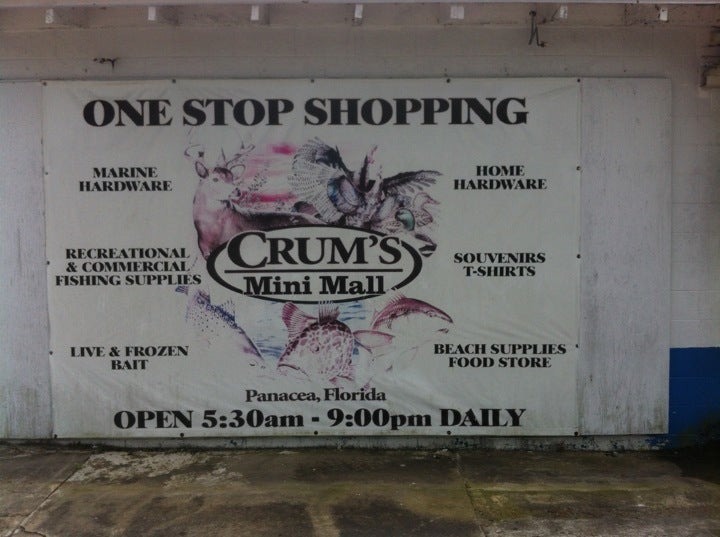 ONE STOP SHOPPING
MARINE
HARDWARE
HOME
HARDWARE
CRUM'S
Mini Mall
RECREATIONAL
& COMMERCIAL
FISHING SUPPLIES
SOUVENIRS
T-SHIRTS
LIVE & FROZEN
BAIT
BEACH SUPPLIES
FOOD STORE
Panacea, Florida
OPEN 5:30am - 9:00pm DAILY